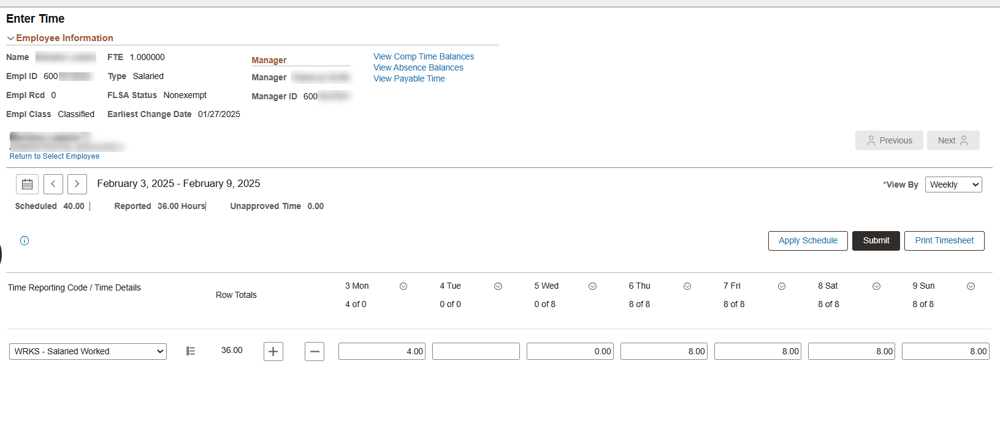 Enter Time
Employee Information
Name
FTE 1.000000
Manager
View Comp Time Balances
View Absence Balances
View Payable Time
Empl ID 600
Type Salaried
Manager
Empl Rcd 0
FLSA Status Nonexempt
Manager ID 600
Empl Class Classified
Earliest Change Date 01/27/2025
Return to Select Employee
Previous
Next
February 3, 2025 - February 9, 2025
*View By Weekly
Scheduled 40.00 | Reported 36.00 Hours| Unapproved Time 0.00
Apply Schedule
Submit
Print Timesheet
Time Reporting Code / Time Details
Row Totals
3 Mon
4 Tue
5 Wed
6 Thu
7 Fri
8 Sat
9 Sun
4 of 0
0 of 0
0 of 8
8 of 8
8 of 8
8 of 8
8 of 8
WRKS - Salaried Worked
36.00
4.00
0.00
8.00
8.00
8.00
8.00